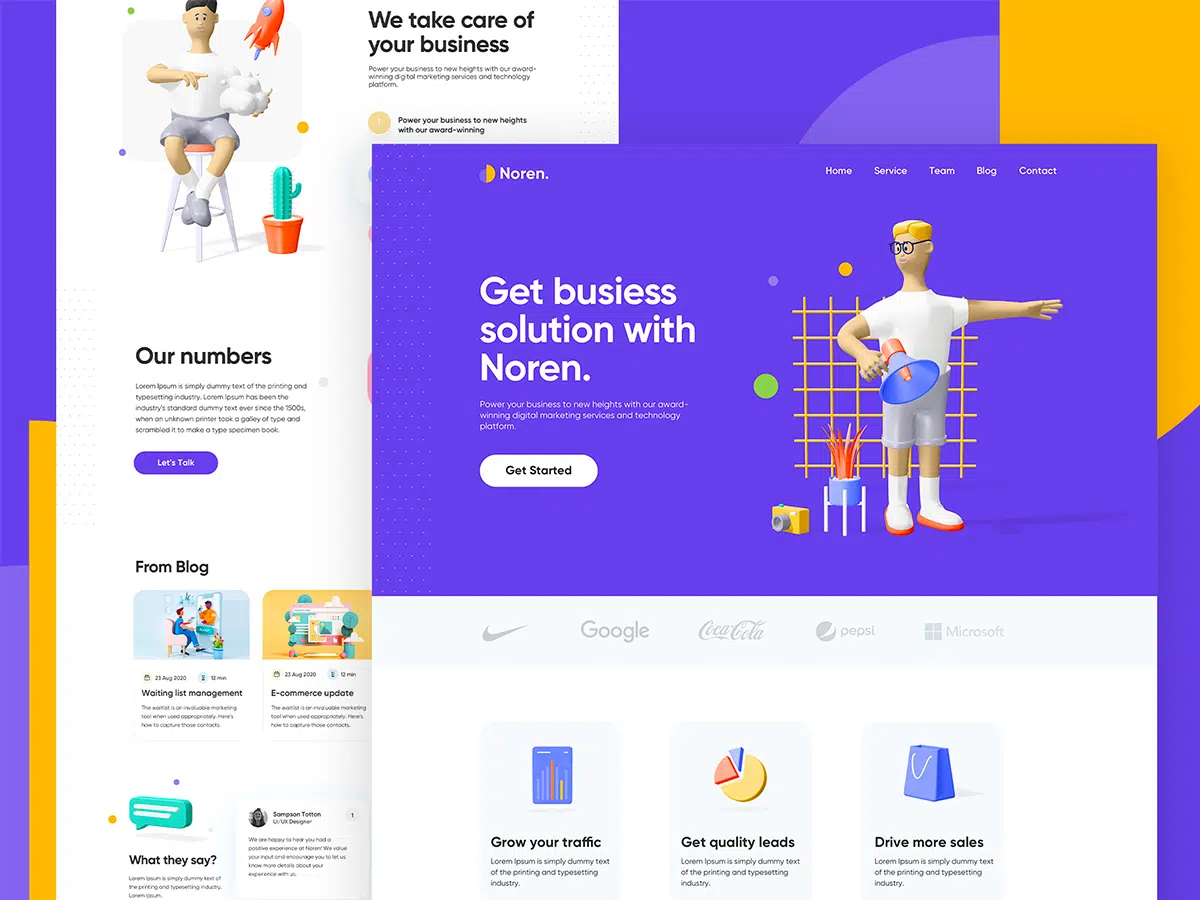 We take care of
your business
Power your business to new heights with our award-
winning digital marketing services and technology
platform.
1
Power your business to new heights
with our award-winning
Our numbers
Lorem Ipsum is simply dummy text of the printing and
typesetting industry. Lorem Ipsum has been the
industry's standard dummy text ever since the 1500s,
when an unknown printer took a galley of type and
scrambled it to make a type specimen book.
Let's Talk
From Blog
23 Aug 2020 12 min
Waiting list management
The waitlist is an invaluable marketing
tool when used appropriately. Here's
how to capture those contacts.
23 Aug 2020 12 min
E-commerce update
The waitlist is an invaluable marketing
tool when used appropriately. Here's
how to capture those contacts.
What they say?
Lorem Ipsum is simply dummy text of
the printing and typesetting industry.
Lorem Ipsum.
Sampson Totton
UI/UX Designer
1
We are happy to hear you had a
positive experience at Noren! We value
your input and encourage you to let us
know more details about your
experience with us.
Noren.
Home Service Team Blog Contact
Get busiess
solution with
Noren.
Power your business to new heights with our award-
winning digital marketing services and technology
platform.
Get Started
Google Coca-Cola pepsi Microsoft
Grow your traffic
Lorem Ipsum is simply dummy text
of the printing and typesetting
industry.
Get quality leads
Lorem Ipsum is simply dummy text
of the printing and typesetting
industry.
Drive more sales
Lorem Ipsum is simply dummy text
of the printing and typesetting
industry.